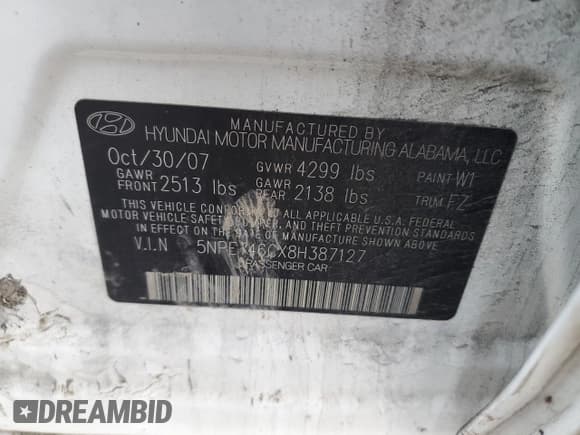 MANUFACTURED BY
HYUNDAI MOTOR MANUFACTURING ALABAMA, LLC
Oct/30/07 GVWR 4299 lbs PAINT W1
GAWR FRONT 2513 lbs GAWR REAR 2138 lbs TRIM FZ
THIS VEHICLE CONFORMS TO ALL APPLICABLE U.S.A. FEDERAL
MOTOR VEHICLE SAFETY, BUMPER, AND THEFT PREVENTION STANDARDS
IN EFFECT ON THE DATE OF MANUFACTURE SHOWN ABOVE.
V.I.N 5NPET46CX8H387127
PASSENGER CAR
DREAMBID